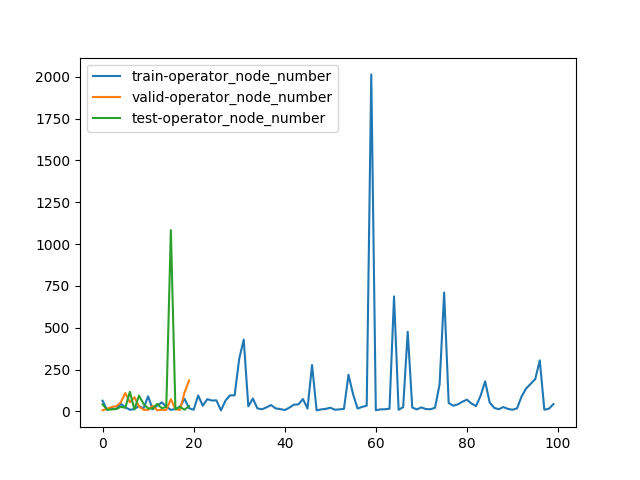 train-operator_node_number
valid-operator_node_number
test-operator_node_number
2000
1750
1500
1250
1000
750
500
250
0
0 20 40 60 80 100